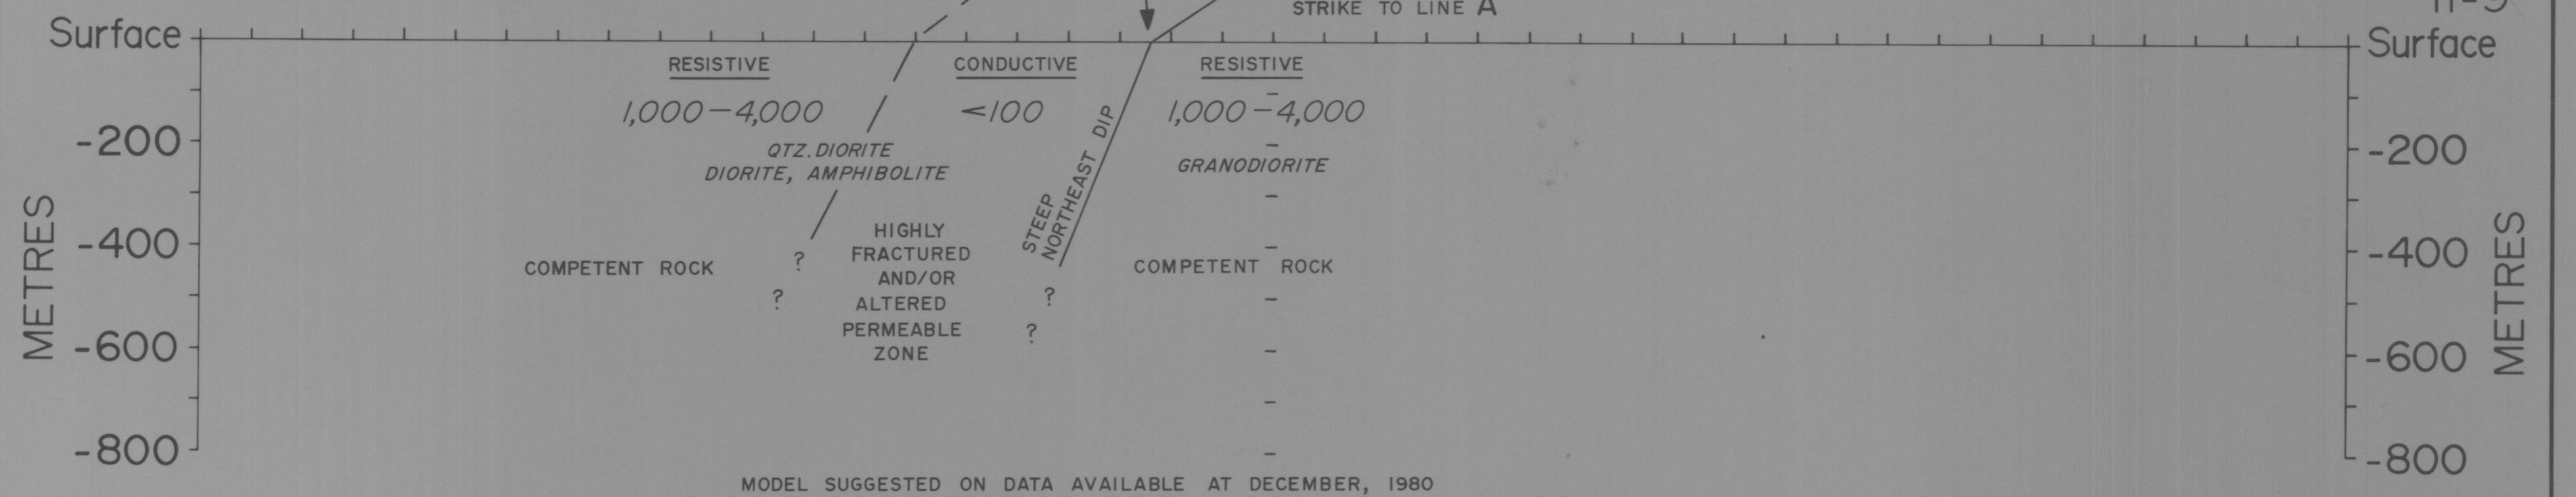 STRIKE TO LINE A
Surface
Surface
RESISTIVE CONDUCTIVE RESISTIVE
1,000-4,000 <100 1,000-4,000
-200
-200
QTZ. DIORITE
DIORITE, AMPHIBOLITE
GRANODIORITE
STEEP
NORTHEAST DIP
METRES
METRES
-400
-400
HIGHLY
FRACTURED
AND/OR
ALTERED
PERMEABLE
ZONE
COMPETENT ROCK
?
?
COMPETENT ROCK
?
?
-600
-600
-800
-800
MODEL SUGGESTED ON DATA AVAILABLE AT DECEMBER, 1980